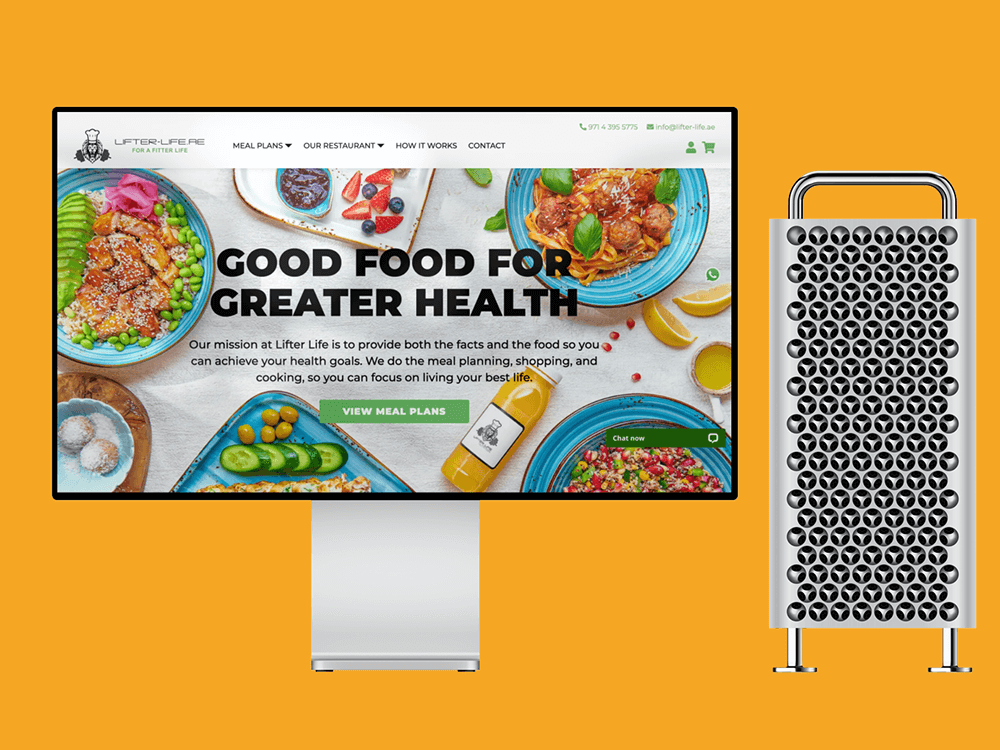 971 4 395 5775 info@lifter-life.ae
LIFTER-LIFE.AE
FOR A FITTER LIFE
MEAL PLANS OUR RESTAURANT HOW IT WORKS CONTACT
GOOD FOOD FOR
GREATER HEALTH
Our mission at Lifter Life is to provide both the facts and the food so you
can achieve your health goals. We do the meal planning, shopping, and
cooking, so you can focus on living your best life.
VIEW MEAL PLANS
LIFTER-LIFE
Chat now